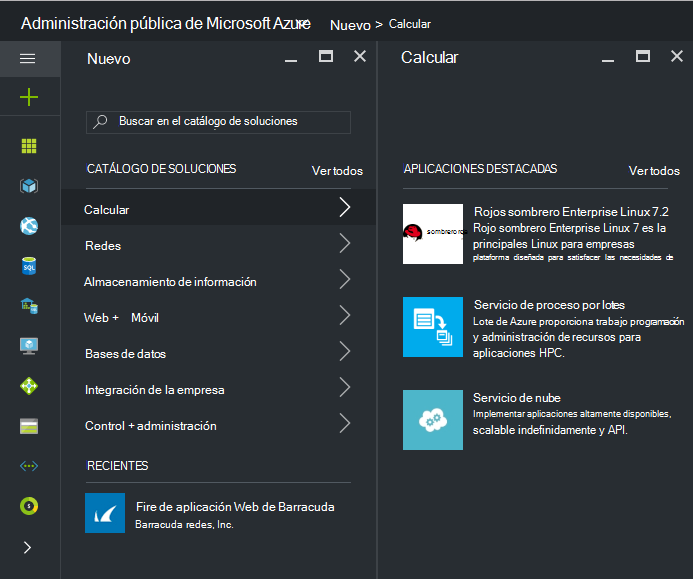 Administración pública de Microsoft Azure Nuevo > Calcular
Nuevo
Buscar en el catálogo de soluciones
CATÁLOGO DE SOLUCIONES Ver todos
Calcular
Redes
Almacenamiento de información
Web + Móvil
Bases de datos
Integración de la empresa
Control + administración
RECIENTES
Fire de aplicación Web de Barracuda
Barracuda redes, Inc.
Calcular
APLICACIONES DESTACADAS Ver todos
sombrero rojo
Rojos sombrero Enterprise Linux 7.2
Rojo sombrero Enterprise Linux 7 es la
principales Linux para empresas
plataforma diseñada para satisfacer las necesidades de
Servicio de proceso por lotes
Lote de Azure proporciona trabajo programación
y administración de recursos para
aplicaciones HPC.
Servicio de nube
Implementar aplicaciones altamente disponibles,
scalable indefinidamente y API.
SQL